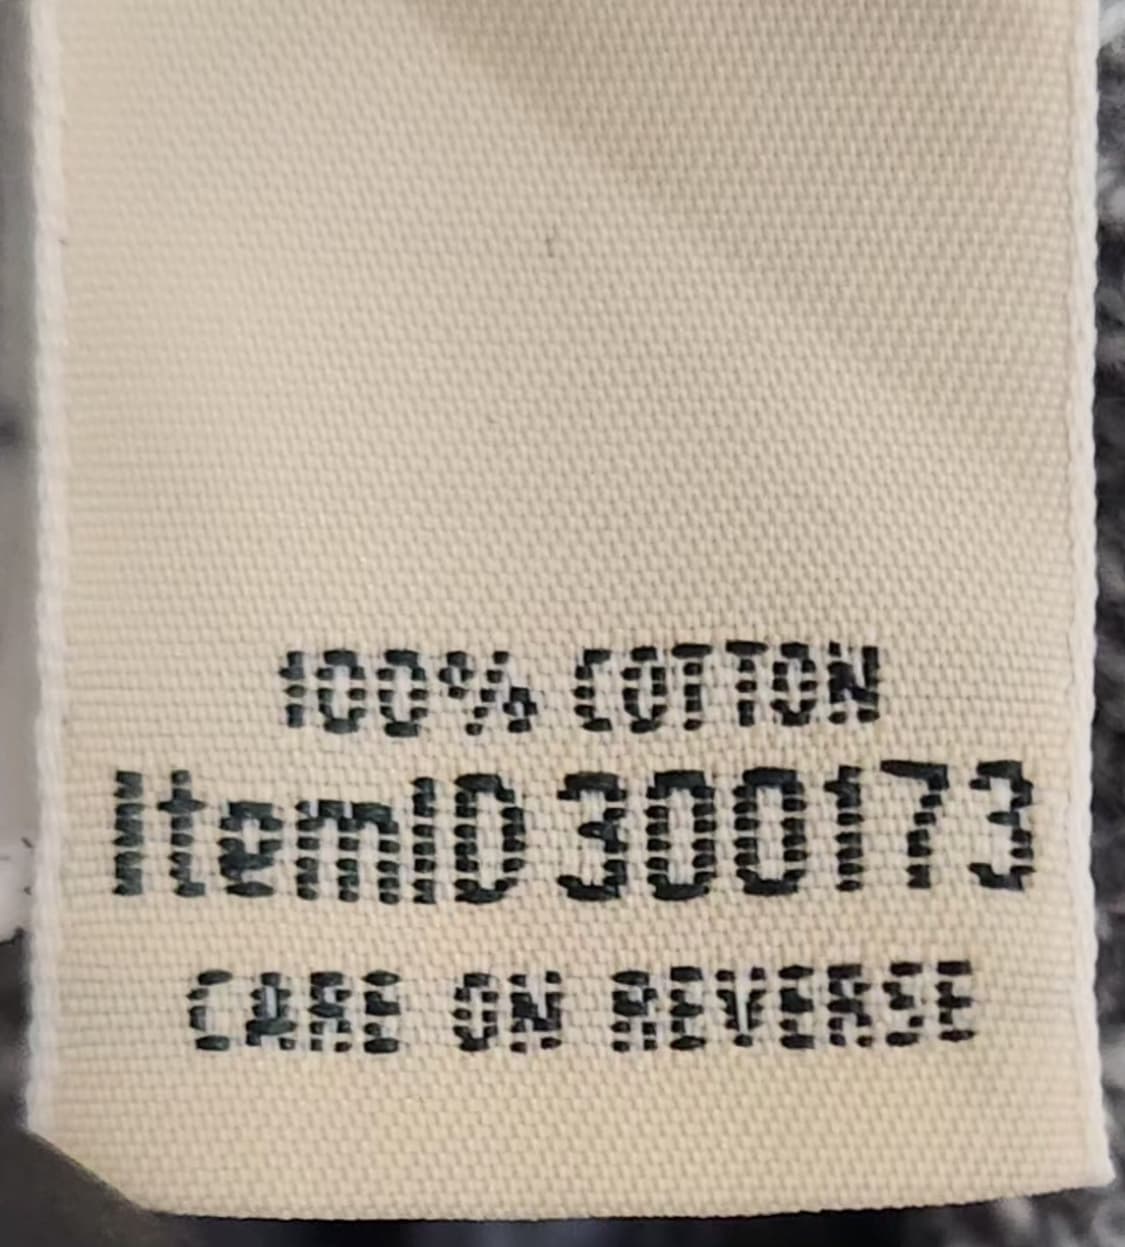 100% COTTON
ItemID 300173
CARE ON REVERSE